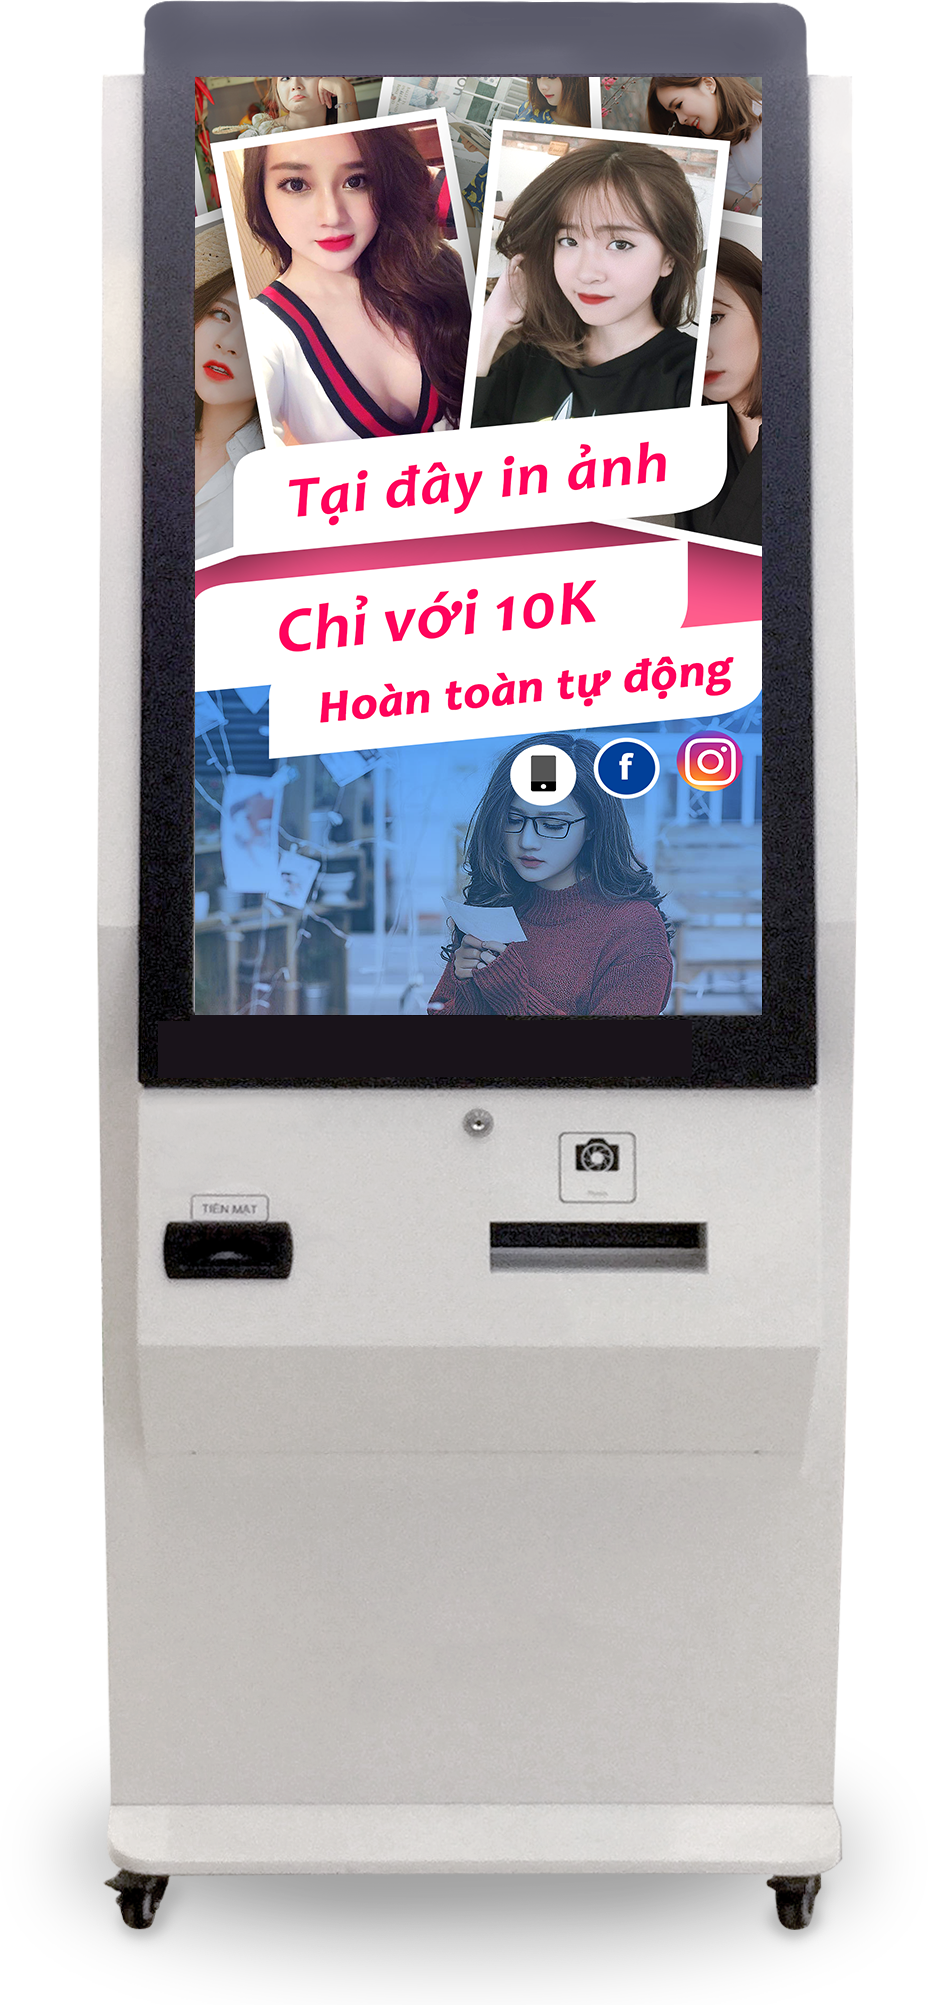 Tại đây in ảnh
Chỉ với 10K
Hoàn toàn tự động
f
TIỀN MẶT
Photo